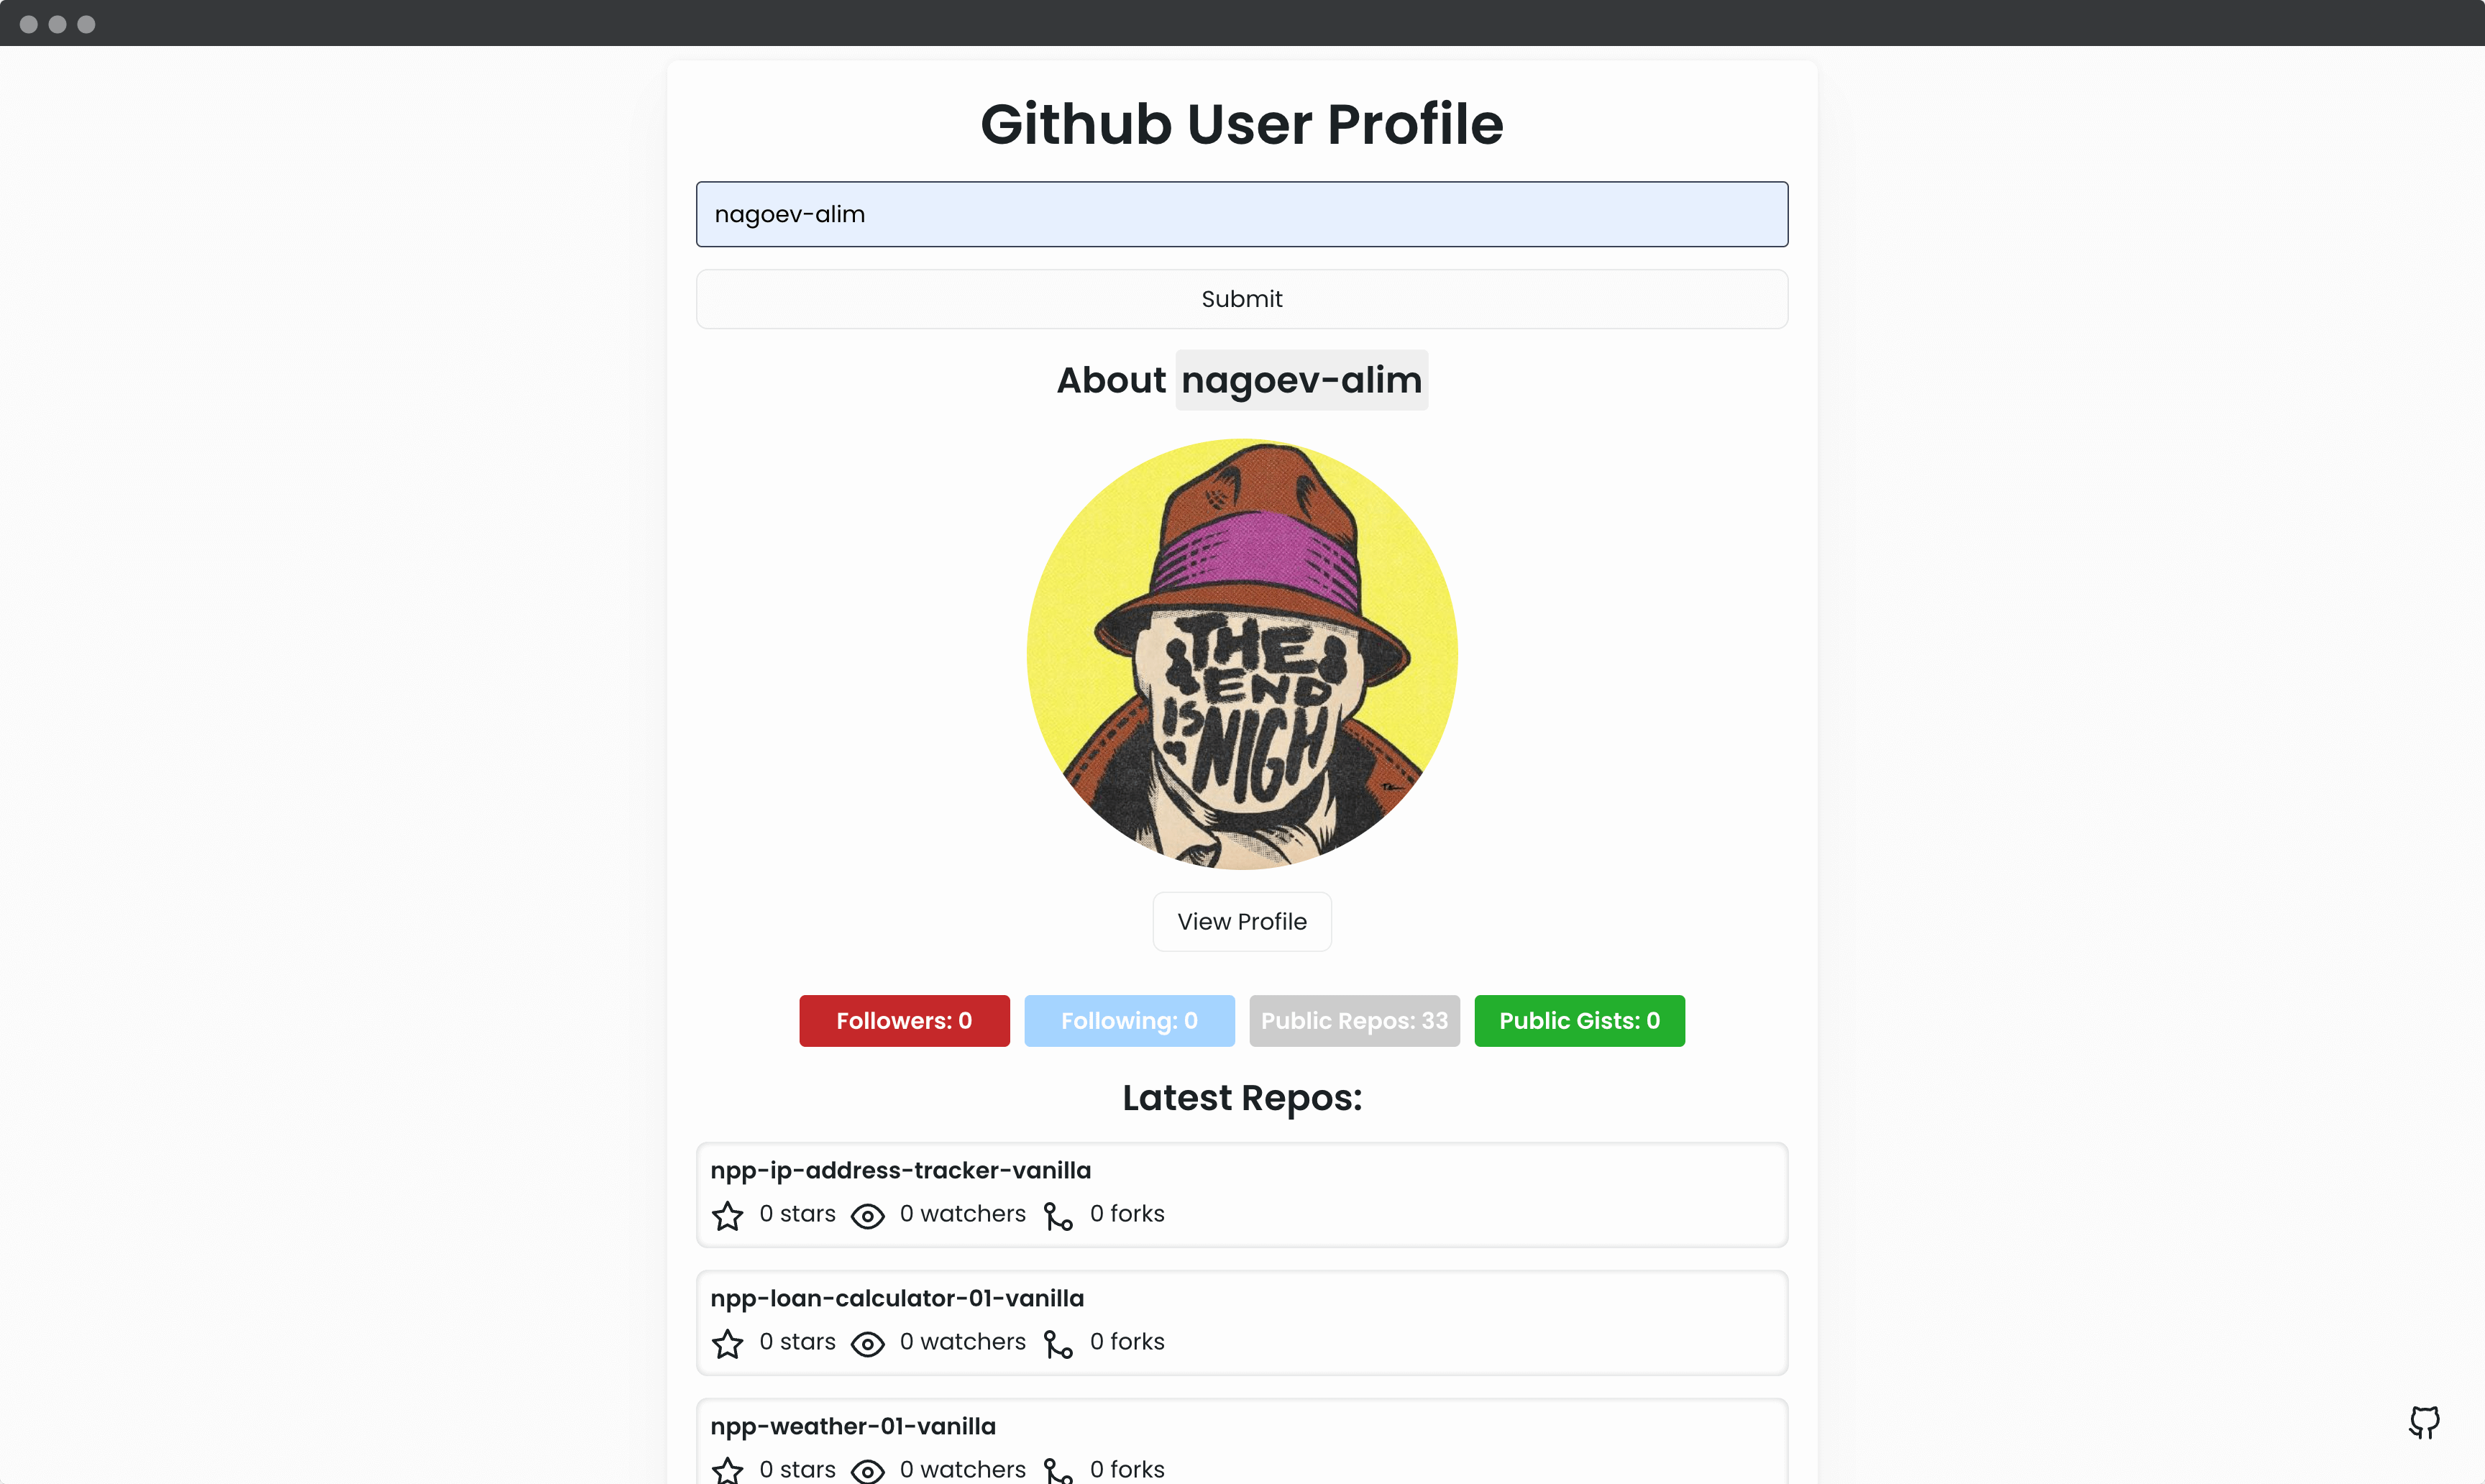 Github User Profile
nagoev-alim
Submit
About nagoev-alim
THE
END
IS
NIGH
View Profile
Followers: 0
Following: 0
Public Repos: 33
Public Gists: 0
Latest Repos:
npp-ip-address-tracker-vanilla
0 stars 0 watchers 0 forks
npp-loan-calculator-01-vanilla
0 stars 0 watchers 0 forks
npp-weather-01-vanilla
0 stars 0 watchers 0 forks